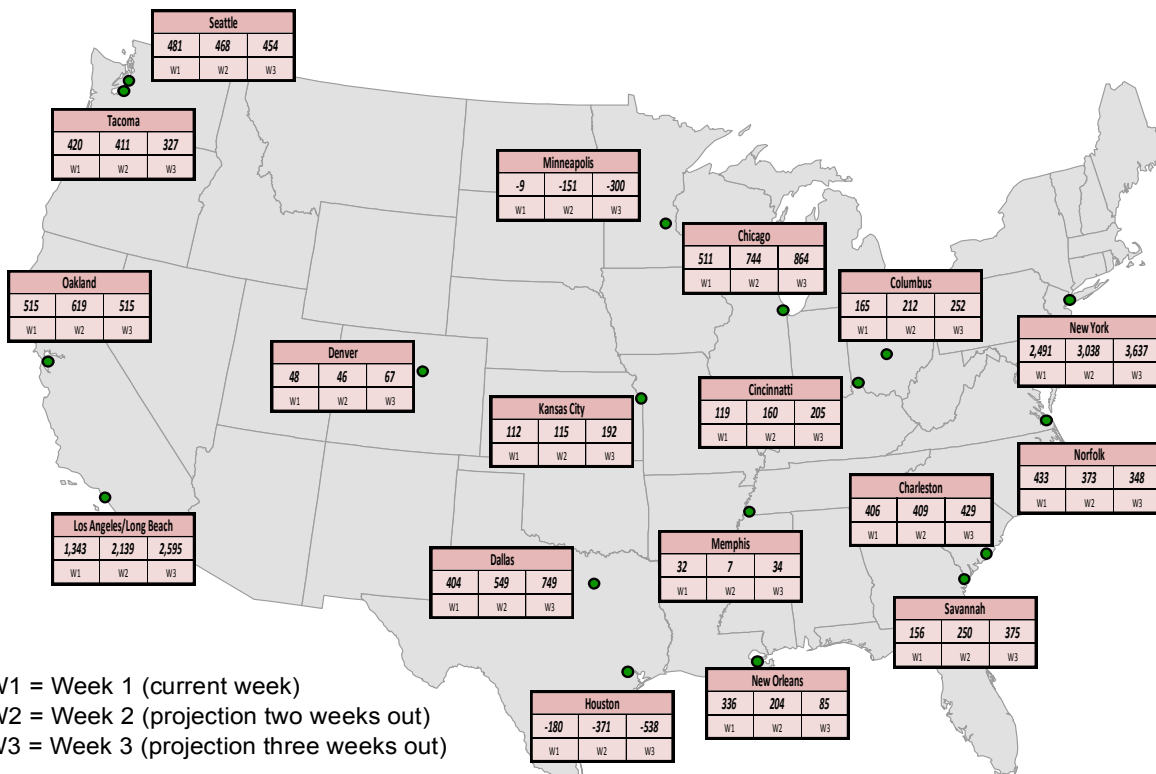 Seattle
481 468 454
W1 W2 W3
Tacoma
420 411 327
W1 W2 W3
Minneapolis
-9 -151 -300
W1 W2 W3
Chicago
511 744 864
W1 W2 W3
Oakland
515 619 515
W1 W2 W3
Columbus
165 212 252
W1 W2 W3
New York
2,491 3,038 3,637
W1 W2 W3
Denver
48 46 67
W1 W2 W3
Cincinnatti
119 160 205
W1 W2 W3
Kansas City
112 115 192
W1 W2 W3
Norfolk
433 373 348
W1 W2 W3
Charleston
406 409 429
W1 W2 W3
Los Angeles/Long Beach
1,343 2,139 2,595
W1 W2 W3
Memphis
32 7 34
W1 W2 W3
Dallas
404 549 749
W1 W2 W3
Savannah
156 250 375
W1 W2 W3
New Orleans
336 204 85
W1 W2 W3
Houston
-180 -371 -538
W1 W2 W3
W1 = Week 1 (current week)
W2 = Week 2 (projection two weeks out)
W3 = Week 3 (projection three weeks out)